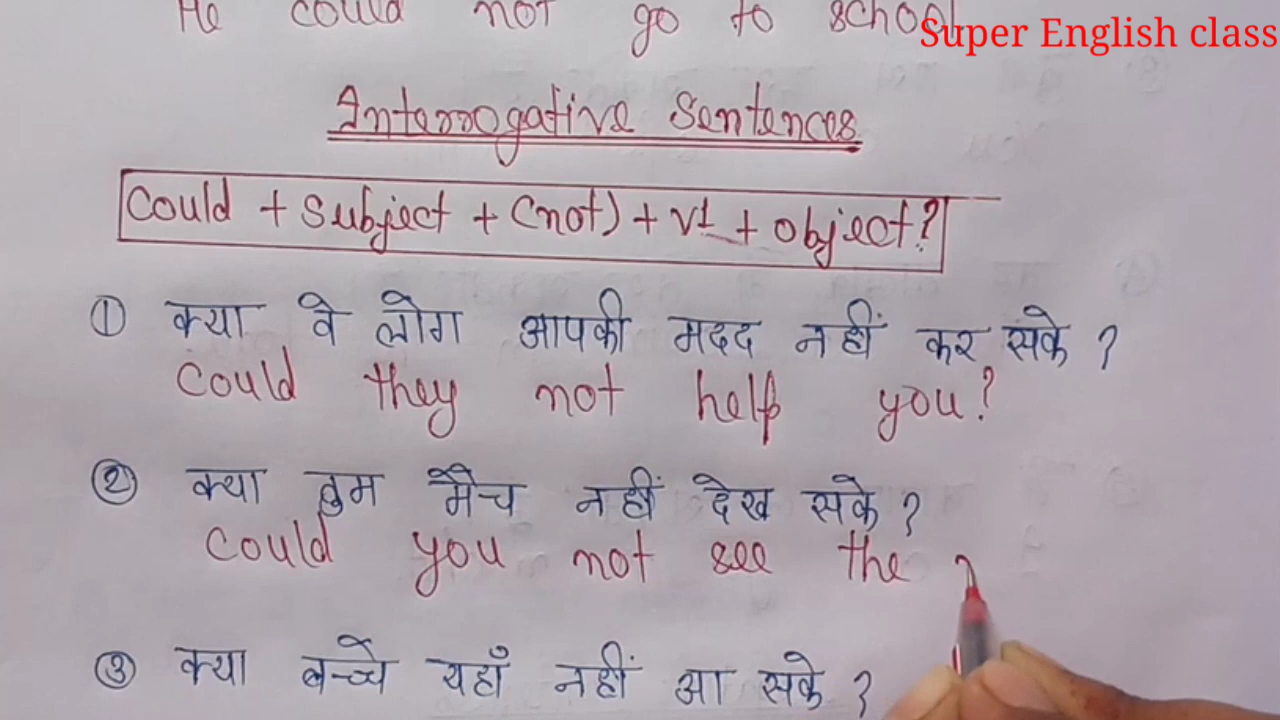 He could not go to school
Super English class
Interrogative Sentences
Could + Subject + (not) + V1 + object?
① क्या वे लोग आपकी मदद नहीं कर सके ?
Could they not help you?
② क्या तुम मैच नहीं देख सके ?
Could you not see the
③ क्या बच्चे यहाँ नहीं आ सके ?